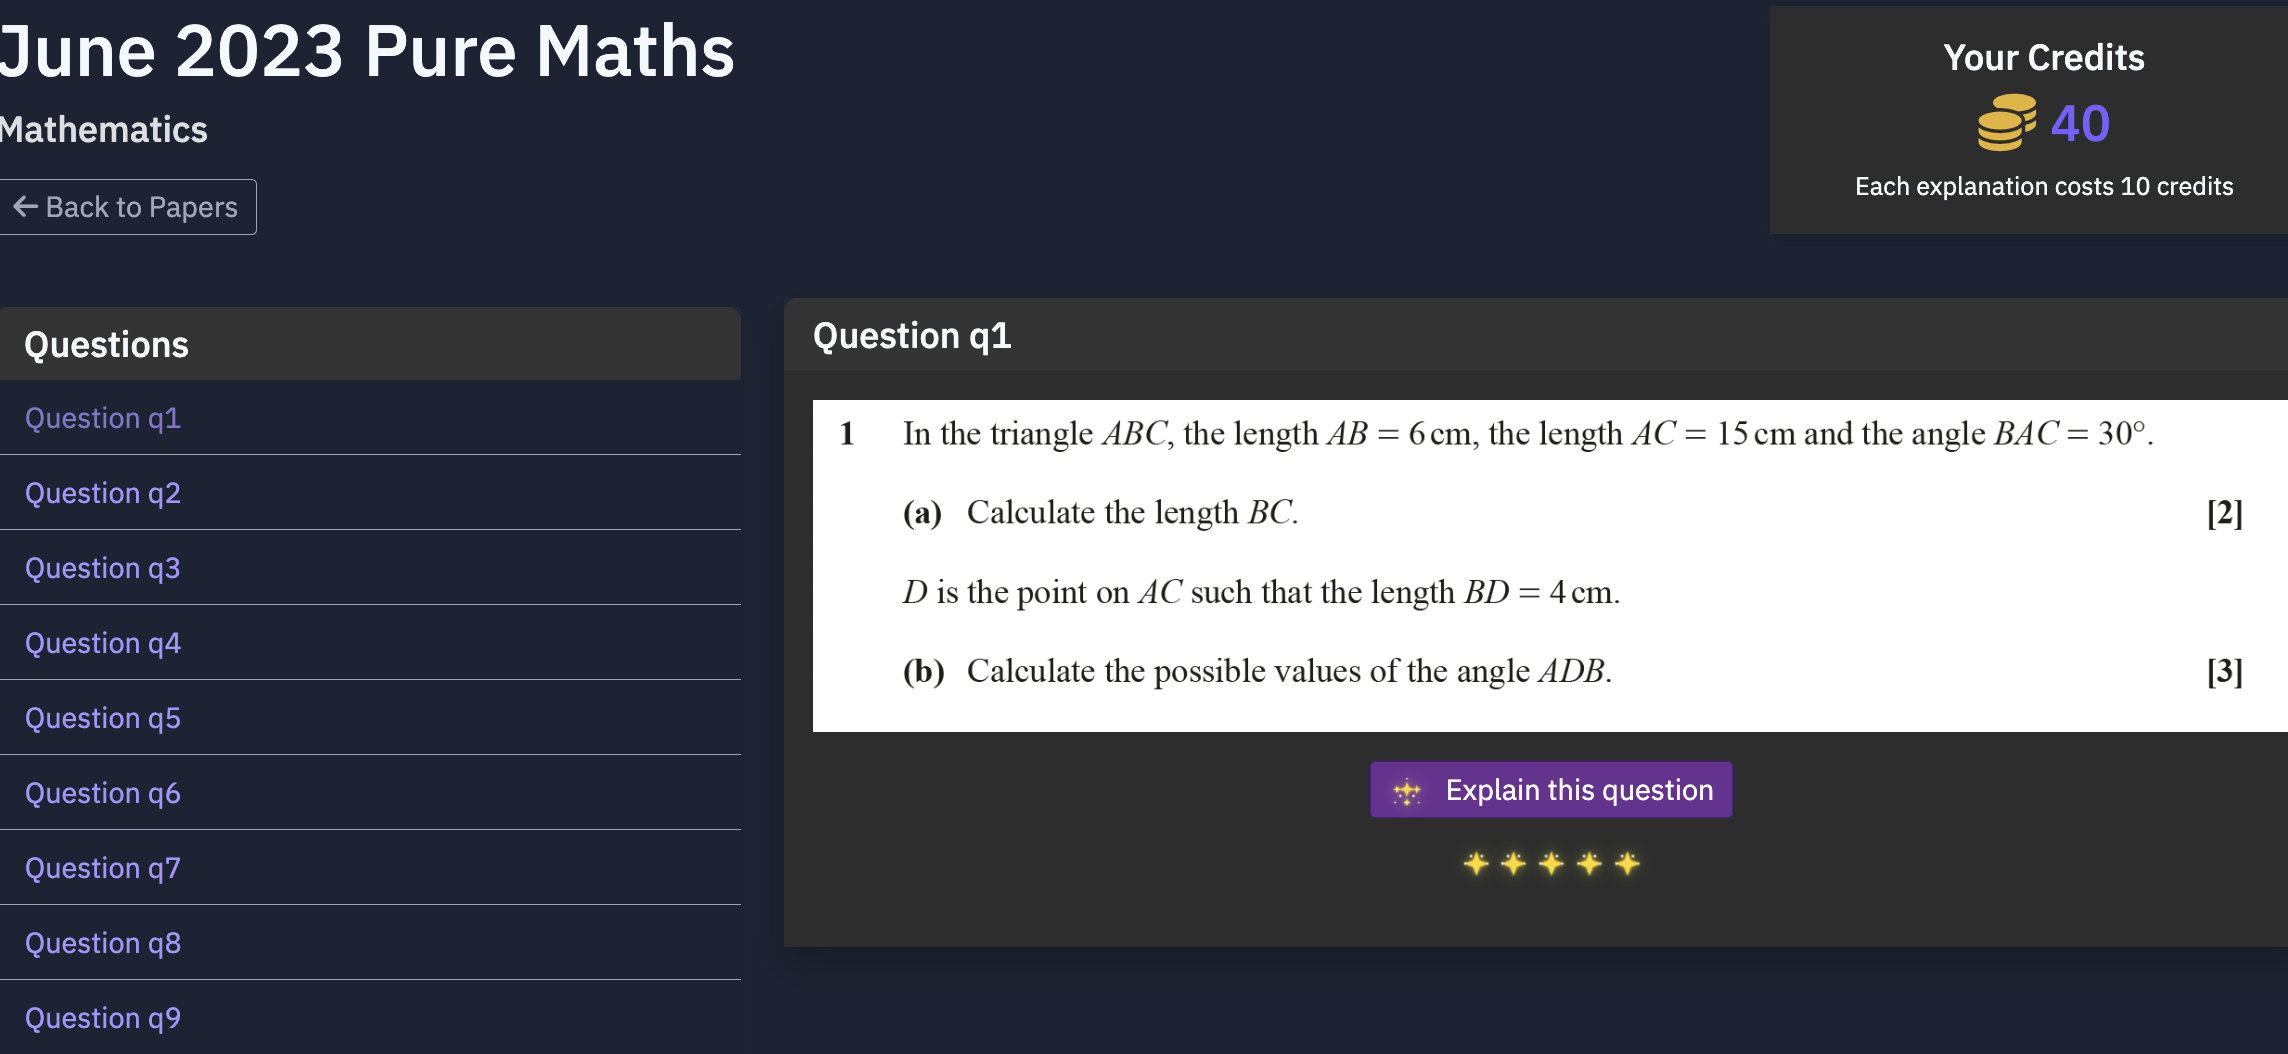 June 2023 Pure Maths
Mathematics
← Back to Papers
Your Credits
40
Each explanation costs 10 credits
Questions
Question q1
Question q2
Question q3
Question q4
Question q5
Question q6
Question q7
Question q8
Question q9
Question q1
1 In the triangle ABC, the length AB = 6 cm, the length AC = 15 cm and the angle BAC = 30°.
(a) Calculate the length BC. [2]
D is the point on AC such that the length BD = 4 cm.
(b) Calculate the possible values of the angle ADB. [3]
Explain this question